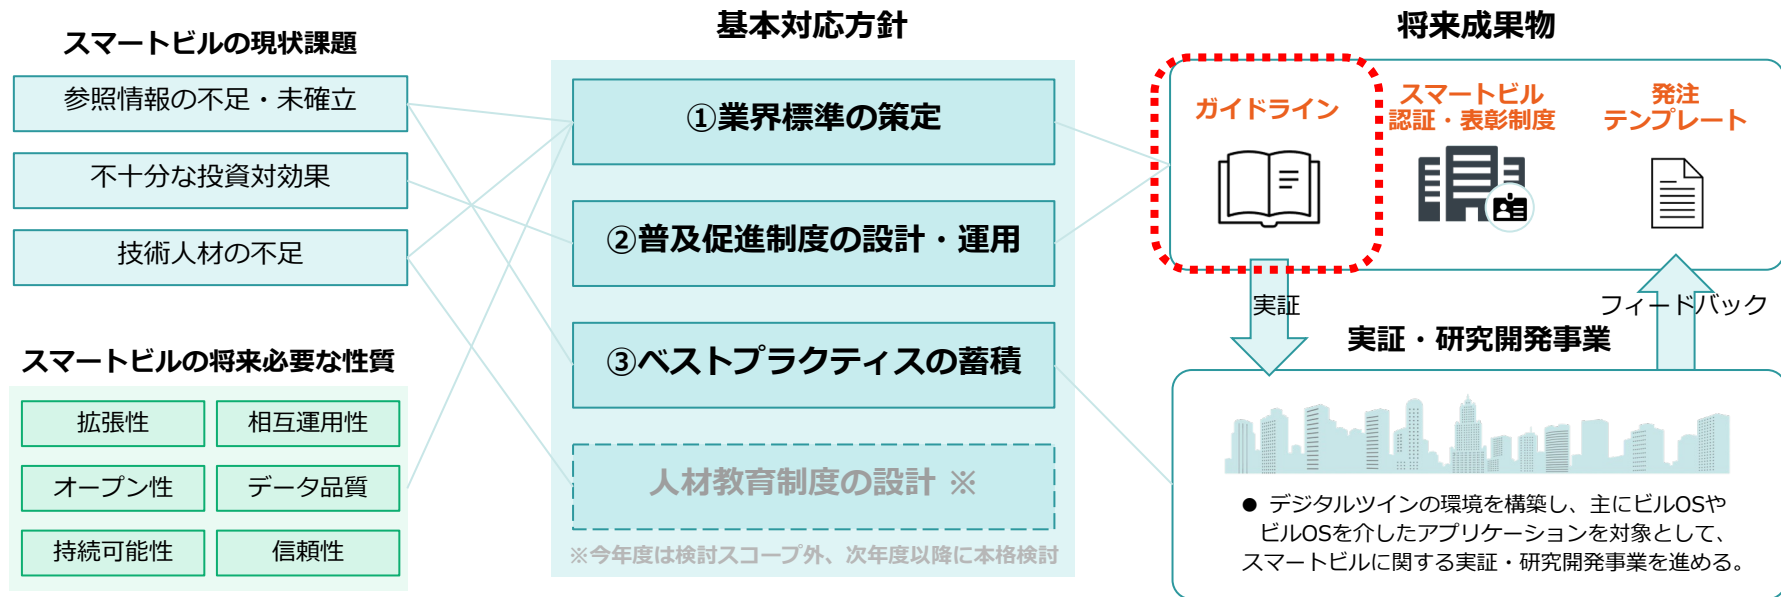 スマートビルの現状課題
参照情報の不足・未確立
不十分な投資対効果
技術人材の不足
スマートビルの将来必要な性質
拡張性
相互運用性
オープン性
データ品質
持続可能性
信頼性
基本対応方針
①業界標準の策定
②普及促進制度の設計・運用
③ベストプラクティスの蓄積
人材教育制度の設計 ※
※今年度は検討スコープ外、次年度以降に本格検討
将来成果物
ガイドライン
スマートビル
認証・表彰制度
発注
テンプレート
実証
フィードバック
実証・研究開発事業
● デジタルツインの環境を構築し、主にビルOSや
ビルOSを介したアプリケーションを対象として、
スマートビルに関する実証・研究開発事業を進める。